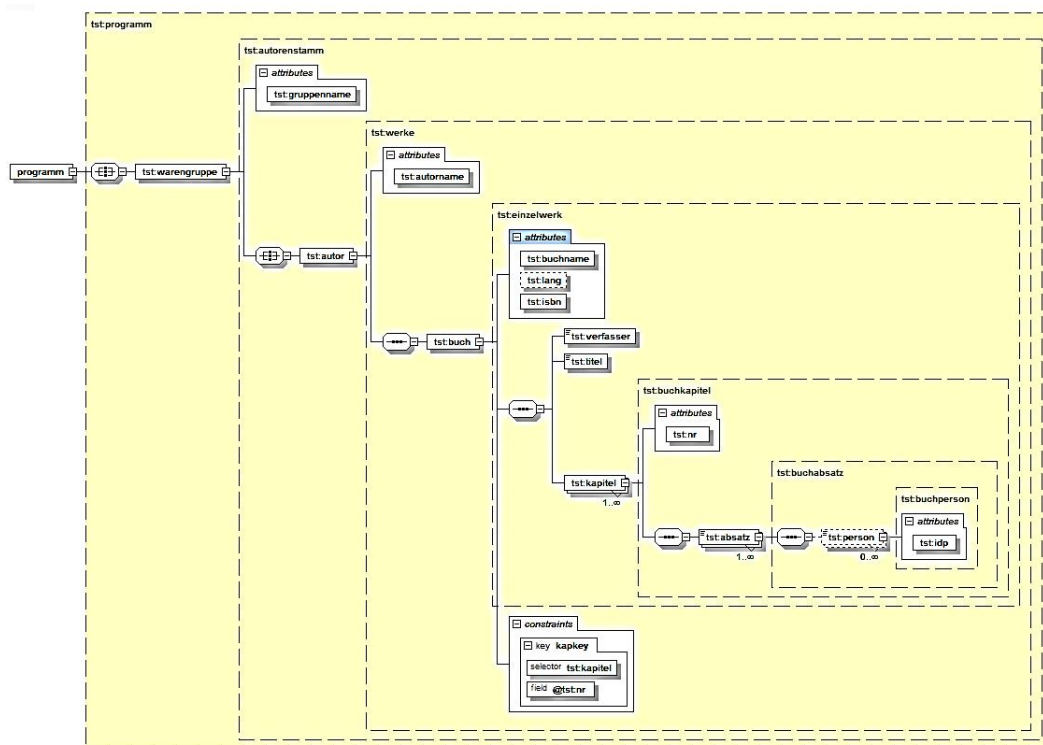 tst:programm
tst:autorenstamm
attributes
tst:gruppenname
tst:werke
attributes
tst:autorname
programm
tst:warengruppe
tst:einzelwerk
attributes
tst:buchname
tst:lang
tst:isbn
tst:autor
tst:buch
tst:verfasser
tst:titel
tst:buchkapitel
attributes
tst:nr
tst:kapitel
1..∞
tst:buchabsatz
tst:buchperson
attributes
tst:idp
tst:absatz
1..∞
tst:person
0..∞
constraints
key kapkey
selector tst:kapitel
field @tst:nr